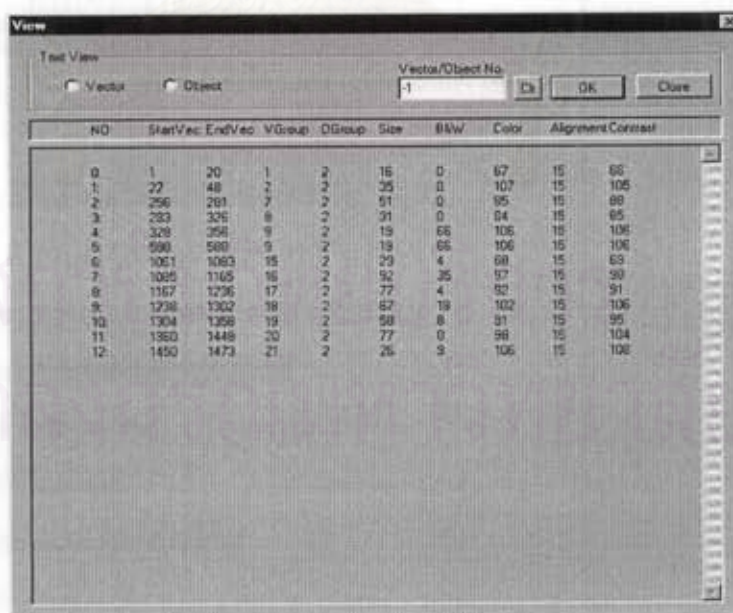 View
Text View
Vector
Object
Vector/Object No.
-1
OK
Close
NO StartVec EndVec VGroup OGroup Size B&W Color Alignment Contrast
0: 1 20 1 2 16 0 67 15 66
1: 22 48 2 2 35 0 107 15 105
2: 256 281 7 2 51 0 95 15 88
3: 283 326 8 2 31 0 84 15 85
4: 328 356 9 2 19 66 106 15 106
5: 588 588 9 2 19 66 106 15 106
6: 1061 1083 15 2 29 4 68 15 69
7: 1085 1165 16 2 92 35 97 15 98
8: 1167 1236 17 2 77 4 92 15 91
9: 1238 1302 18 2 67 19 102 15 106
10: 1304 1358 19 2 58 8 91 15 95
11: 1360 1448 20 2 77 0 98 15 104
12: 1450 1473 21 2 26 9 106 15 108